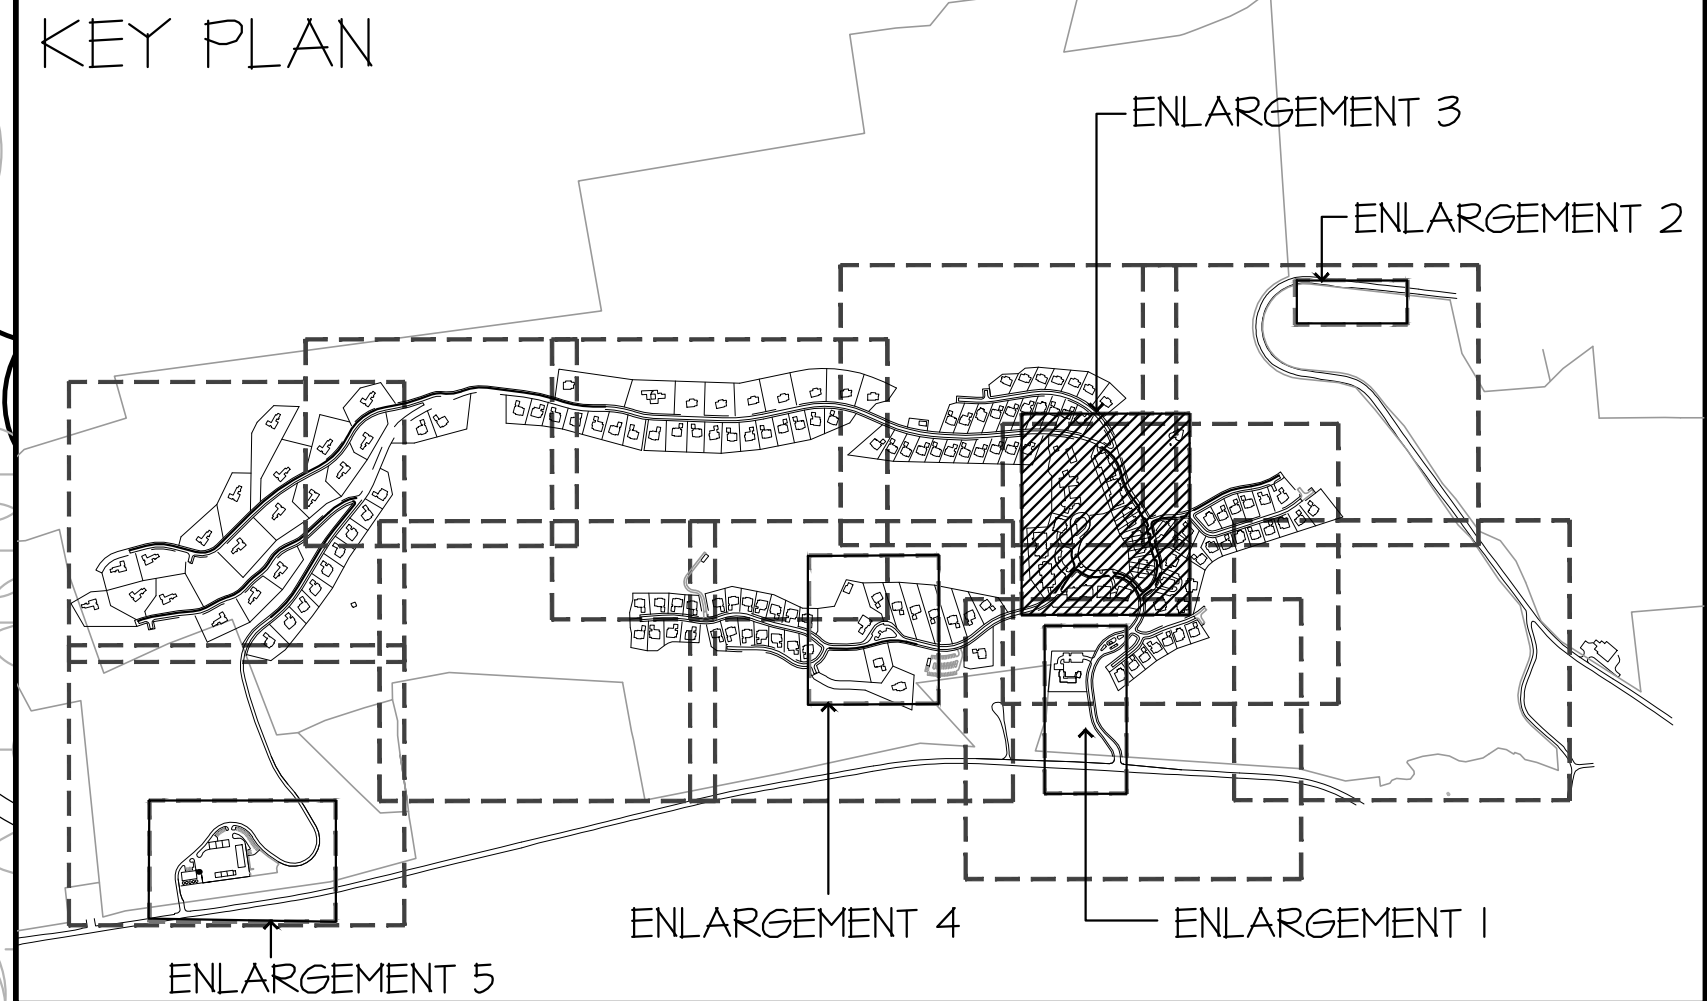 KEY PLAN
ENLARGEMENT 3
ENLARGEMENT 2
ENLARGEMENT 4
ENLARGEMENT 1
ENLARGEMENT 5